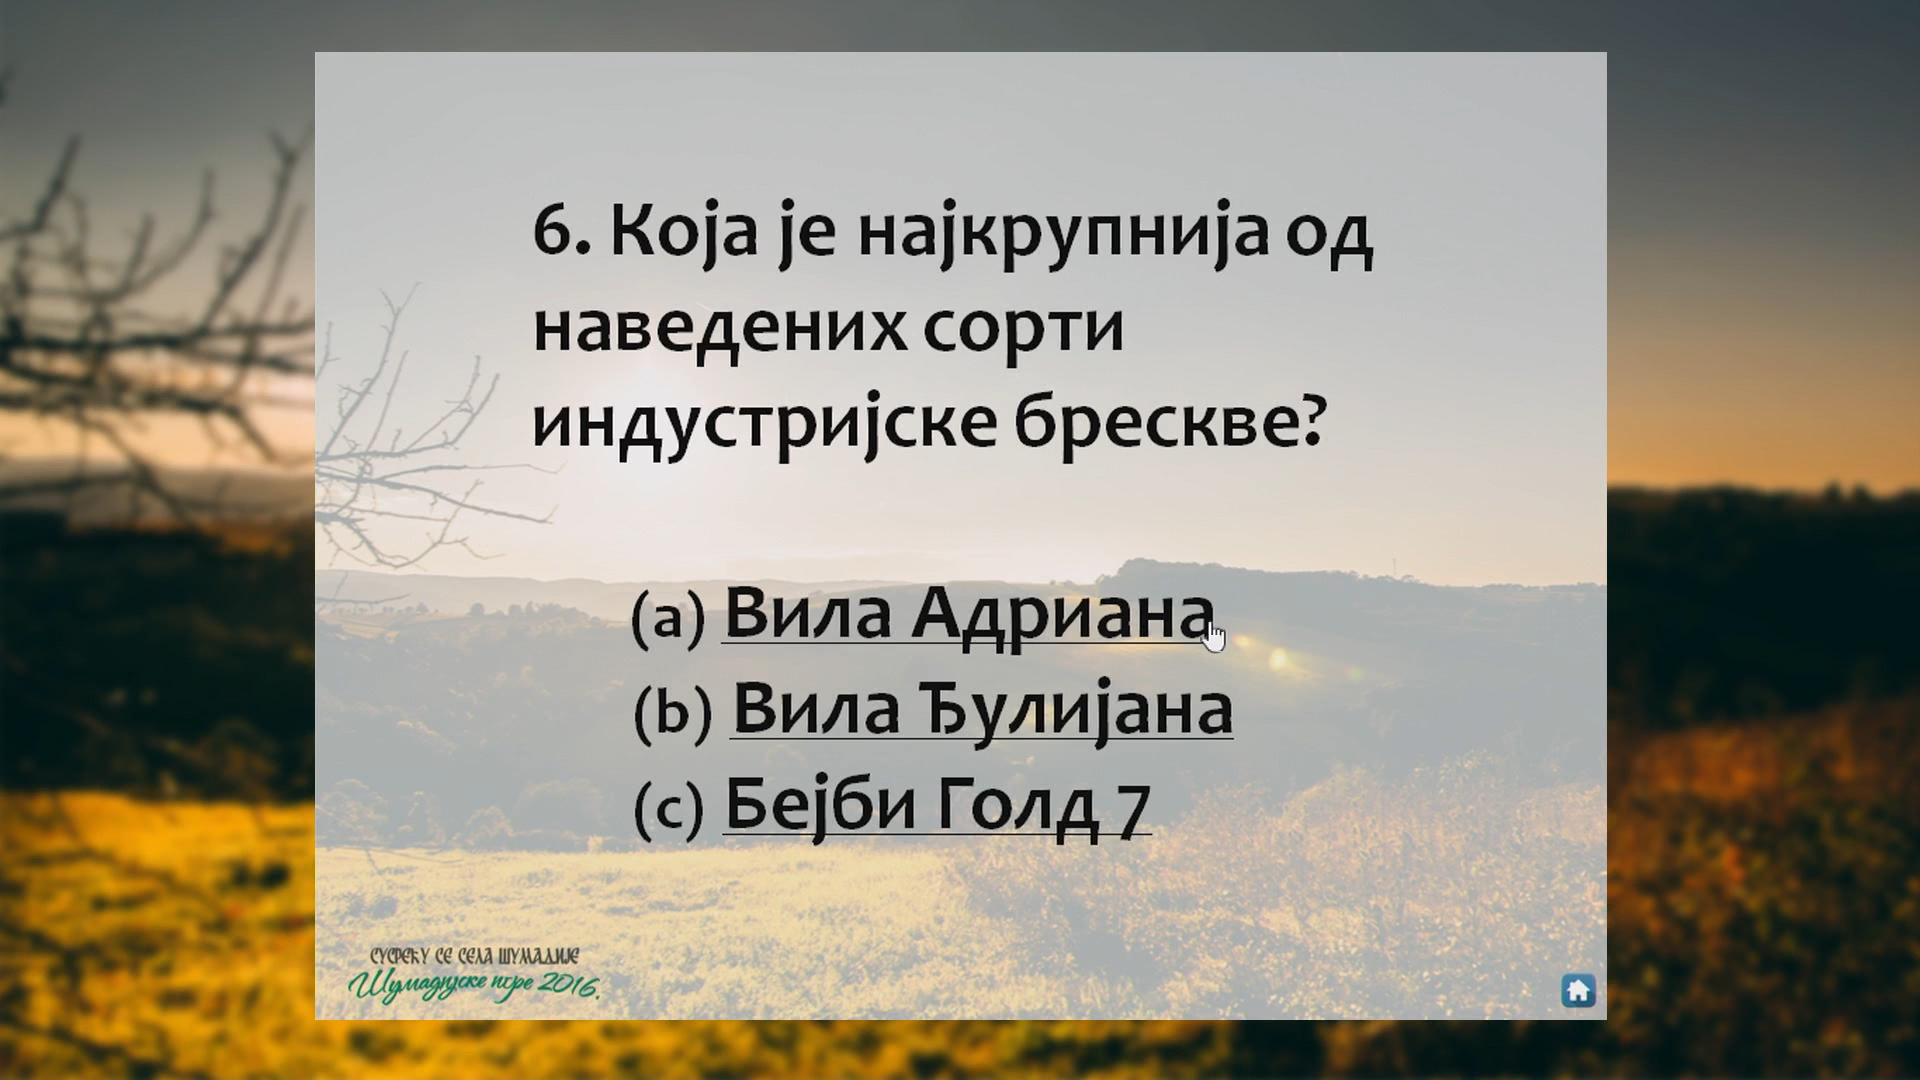 6. Која је најкрупнија од
наведених сорти
индустријске брескве?
(a) Вила Адриана
(b) Вила Ђулијана
(c) Бејби Голд 7
СУСРЕЋУ СЕ СЕЛА ШУМАДИЈЕ
Шумадијске игре 2016.